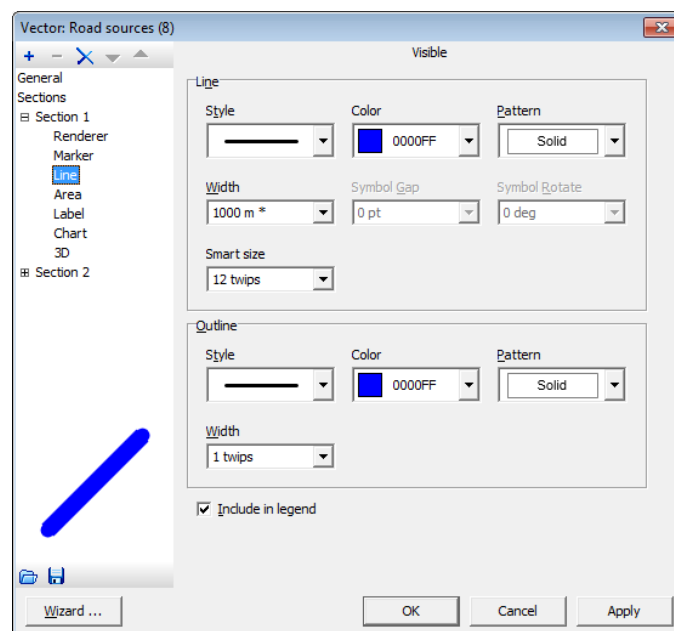 Vector: Road sources (8)
Visible
General
Sections
Section 1
Renderer
Marker
Line
Area
Label
Chart
3D
Section 2
Line
Style
Color
Pattern
0000FF
Solid
Width
Symbol Gap
Symbol Rotate
1000 m *
0 pt
0 deg
Smart size
12 twips
Outline
Style
Color
Pattern
0000FF
Solid
Width
1 twips
Include in legend
Wizard ...
OK
Cancel
Apply